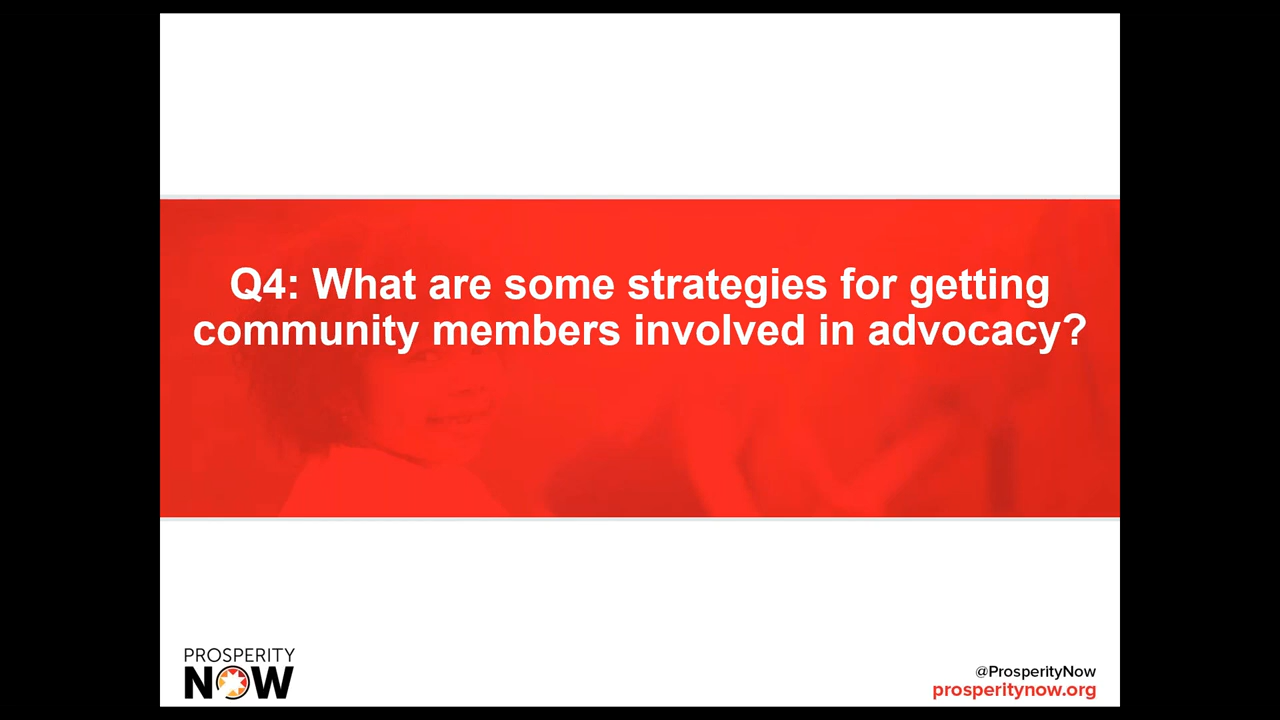 Q4: What are some strategies for getting
community members involved in advocacy?
PROSPERITY
NOW
@ProsperityNow
prosperitynow.org